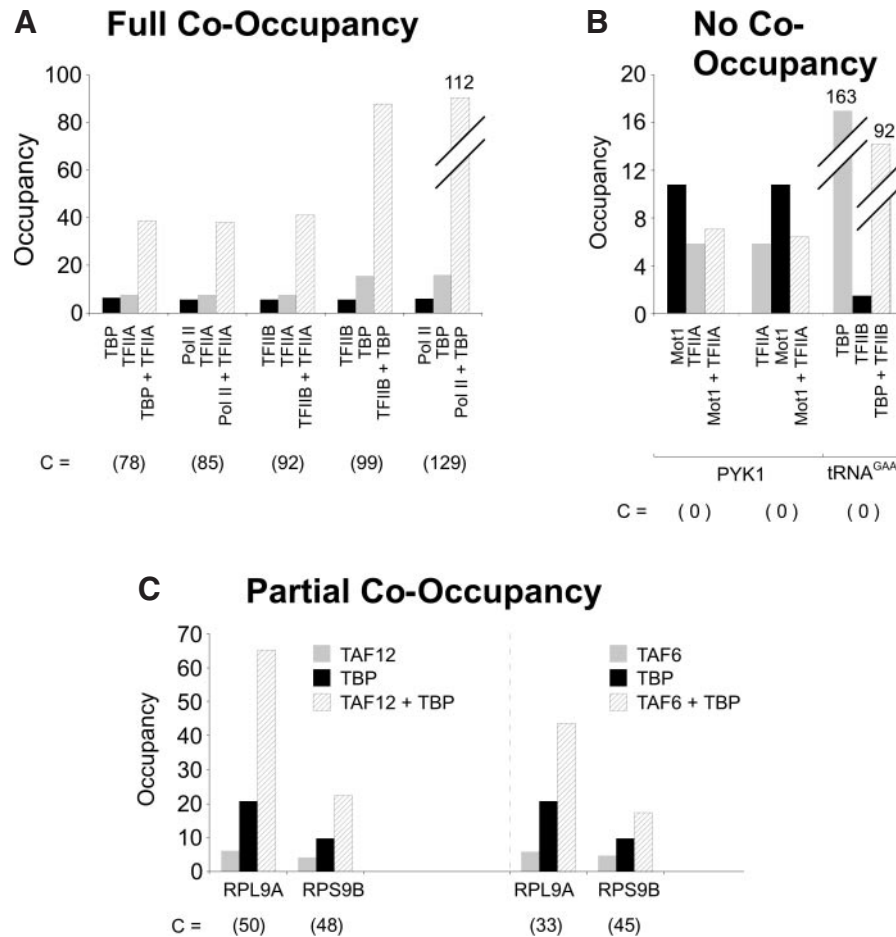 A Full Co-Occupancy
Occupancy
100
80
60
40
20
0
112
TBP
TFIIA
TBP + TFIIA
Pol II
TFIIA
Pol II + TFIIA
TFIIB
TFIIA
TFIIB + TFIIA
TFIIB
TBP
TFIIB + TBP
Pol II
TBP
Pol II + TBP
C = (78) (85) (92) (99) (129)
B No Co-
Occupancy
Occupancy
20
16
12
8
4
0
163
92
Mot1
TFIIA
Mot1 + TFIIA
TFIIA
Mot1
Mot1 + TFIIA
TBP
TFIIB
TBP + TFIIB
PYK1 tRNA^GAA
C = ( 0 ) ( 0 ) ( 0 )
C Partial Co-Occupancy
Occupancy
70
60
50
40
30
20
10
0
TAF12
TBP
TAF12 + TBP
TAF6
TBP
TAF6 + TBP
RPL9A RPS9B RPL9A RPS9B
C = (50) (48) (33) (45)